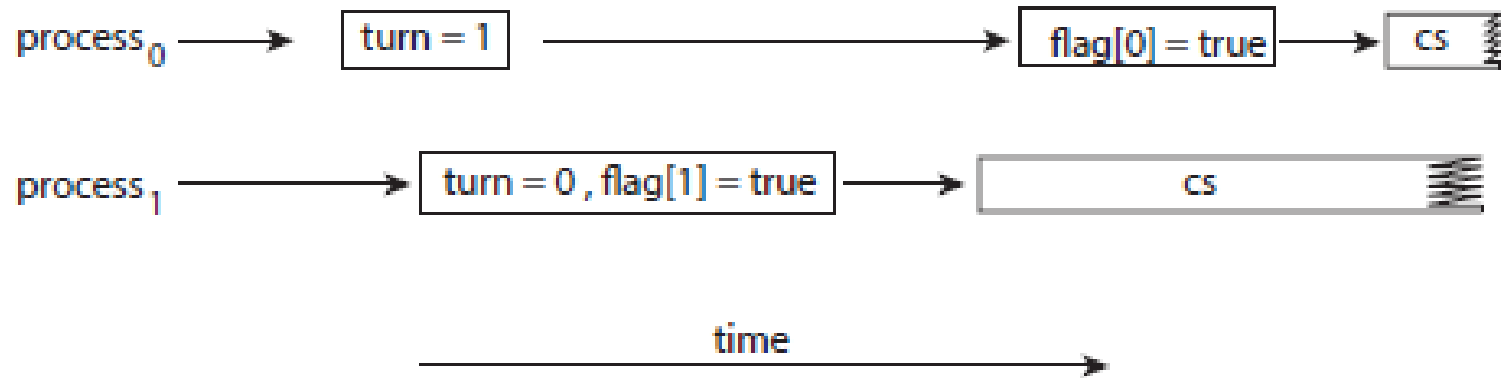 process0 turn = 1 flag[0] = true cs
process1 turn = 0 , flag[1] = true cs
time